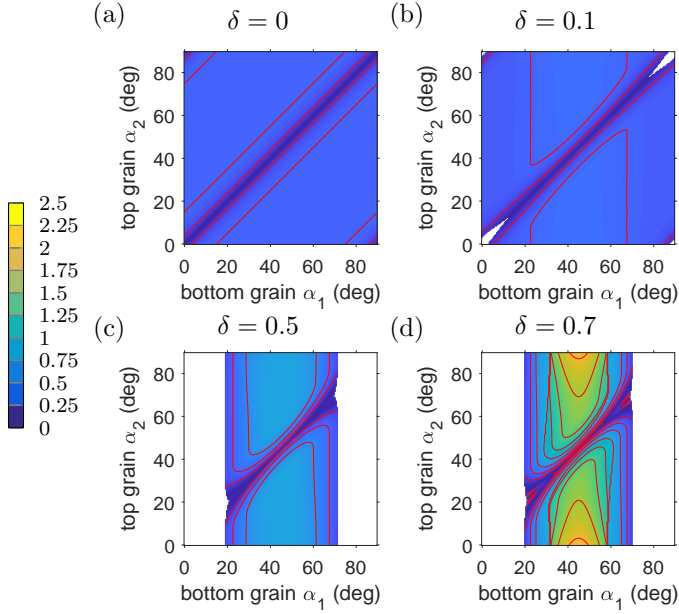 (a) δ = 0
80
60
40
20
0
top grain α2 (deg)
0 20 40 60 80
bottom grain α1 (deg)
(b) δ = 0.1
80
60
40
20
0
top grain α2 (deg)
0 20 40 60 80
bottom grain α1 (deg)
2.5
2.25
2
1.75
1.5
1.25
1
0.75
0.5
0.25
0
(c) δ = 0.5
80
60
40
20
0
top grain α2 (deg)
0 20 40 60 80
bottom grain α1 (deg)
(d) δ = 0.7
80
60
40
20
0
top grain α2 (deg)
0 20 40 60 80
bottom grain α1 (deg)